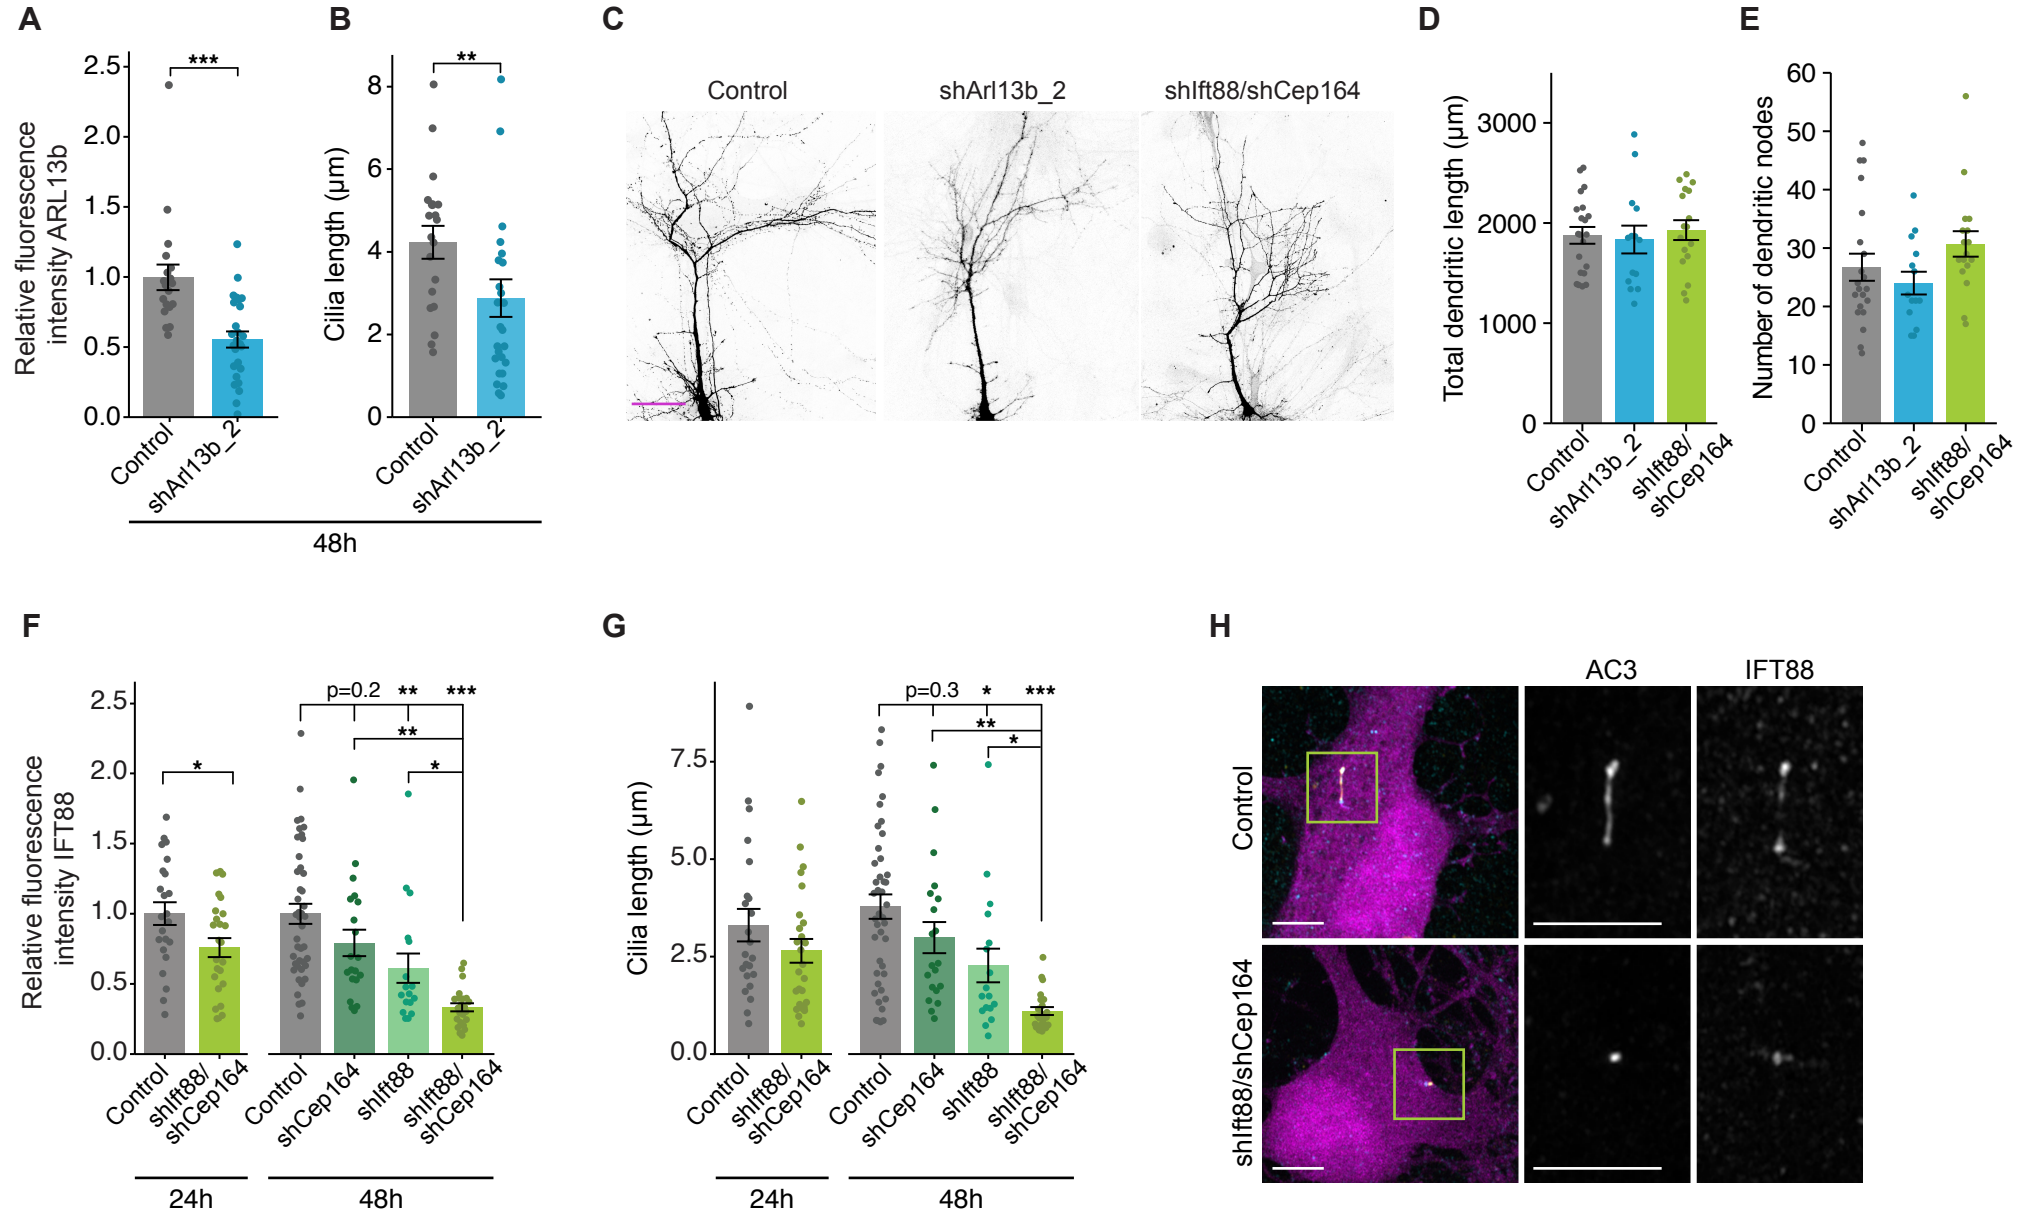 A
Relative fluorescence
intensity ARL13b
2.5
2.0
1.5
1.0
0.5
0.0
***
Control
shArl13b_2
B
Cilia length (µm)
8
6
4
2
0
**
Control
shArl13b_2
48h
C
Control
shArl13b_2
shIft88/shCep164
D
Total dendritic length (µm)
3000
2000
1000
0
Control
shArl13b_2
shIft88/
shCep164
E
Number of dendritic nodes
60
50
40
30
20
10
0
Control
shArl13b_2
shIft88/
shCep164
F
Relative fluorescence
intensity IFT88
2.5
2.0
1.5
1.0
0.5
0.0
*
p=0.2 ** ***
**
*
Control
shIft88/
shCep164
Control
shCep164
shIft88
shIft88/
shCep164
24h
48h
G
Cilia length (µm)
7.5
5.0
2.5
0.0
p=0.3 * ***
**
*
Control
shIft88/
shCep164
Control
shCep164
shIft88
shIft88/
shCep164
24h
48h
H
AC3
IFT88
Control
shIft88/shCep164